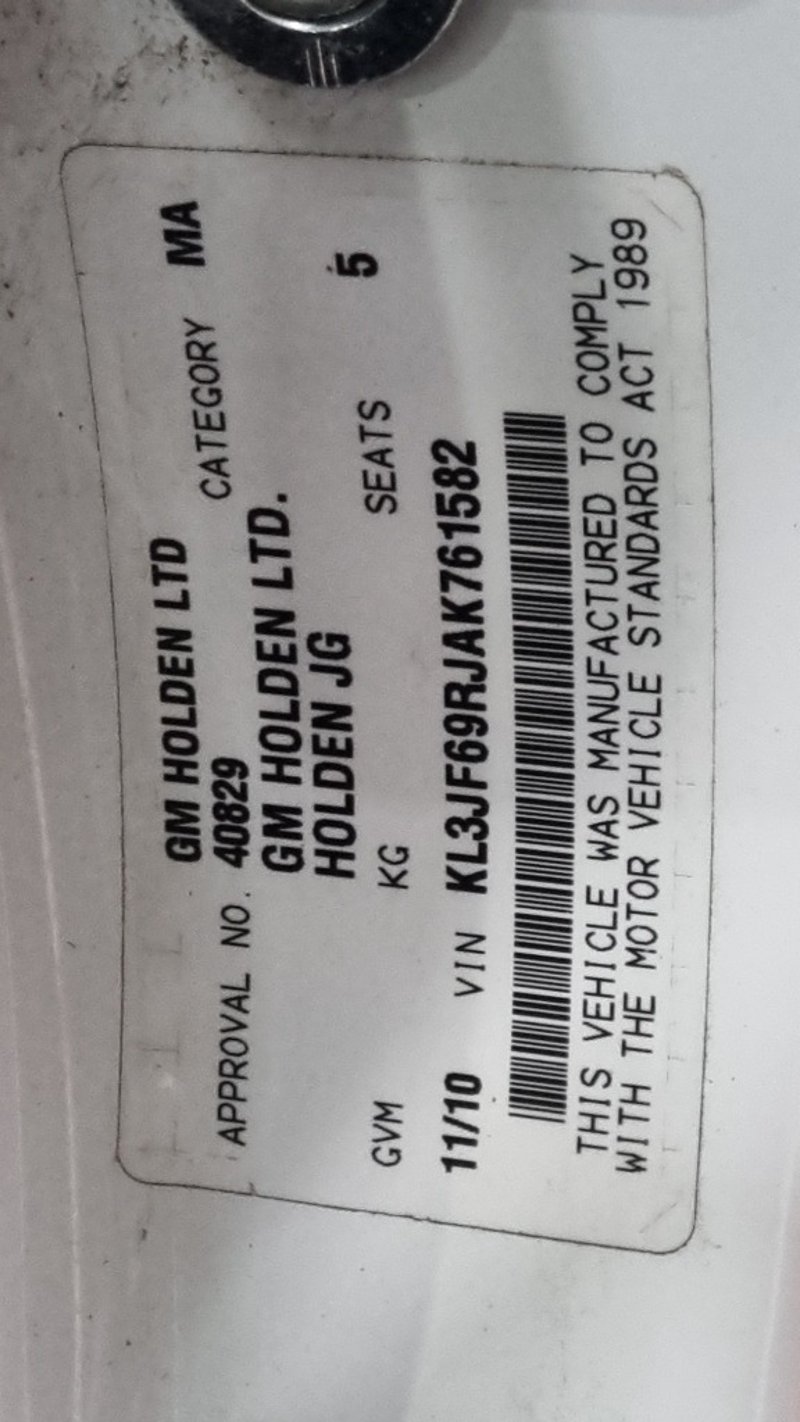 GM HOLDEN LTD
APPROVAL NO. 40829 CATEGORY MA
GM HOLDEN LTD.
HOLDEN JG
GVM KG SEATS 5
11/10 VIN KL3JF69RJAK761582
THIS VEHICLE WAS MANUFACTURED TO COMPLY
WITH THE MOTOR VEHICLE STANDARDS ACT 1989